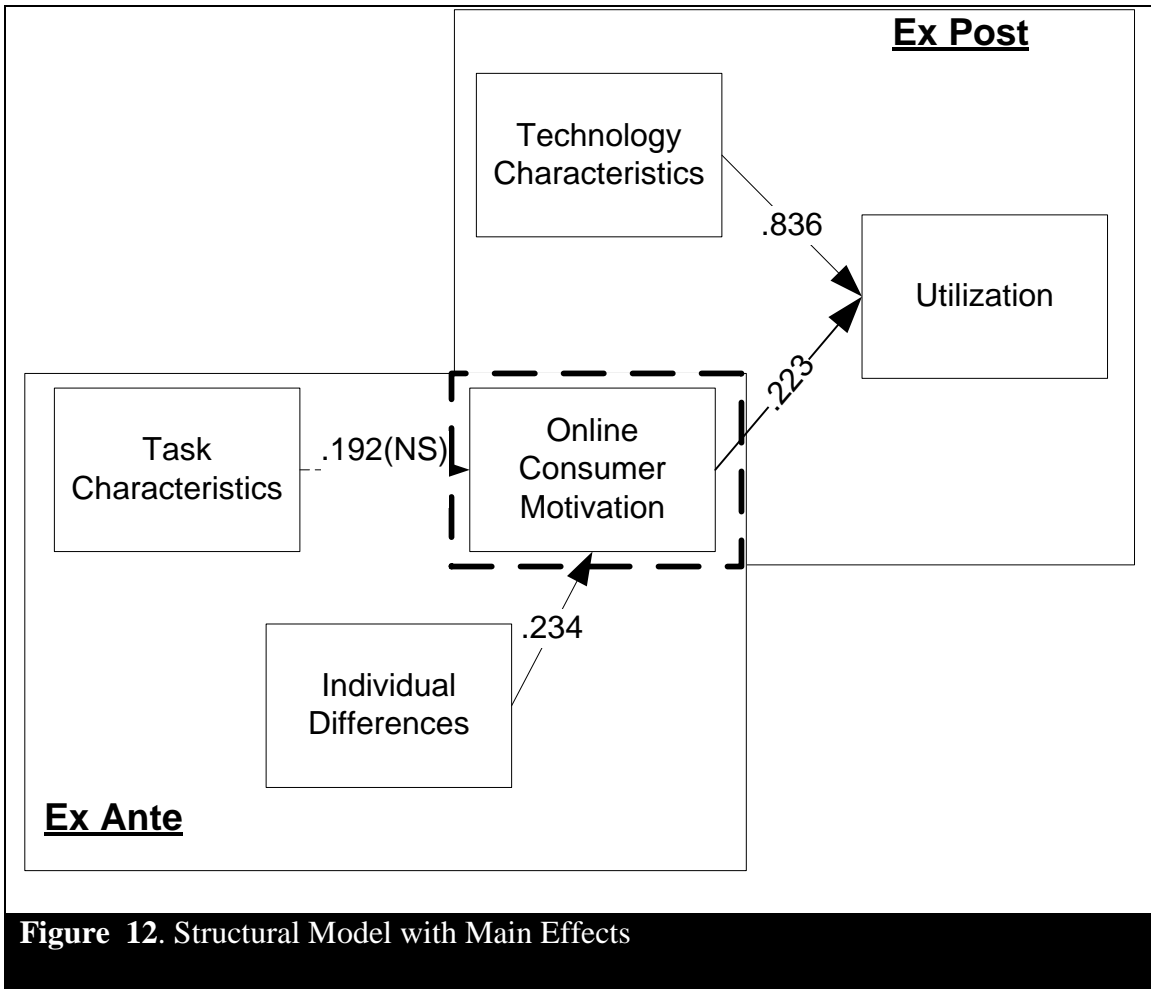 Ex Post
Technology
Characteristics
.836
Utilization
.223
Task
Characteristics
.192(NS)
Online
Consumer
Motivation
.234
Individual
Differences
Ex Ante
Figure 12. Structural Model with Main Effects